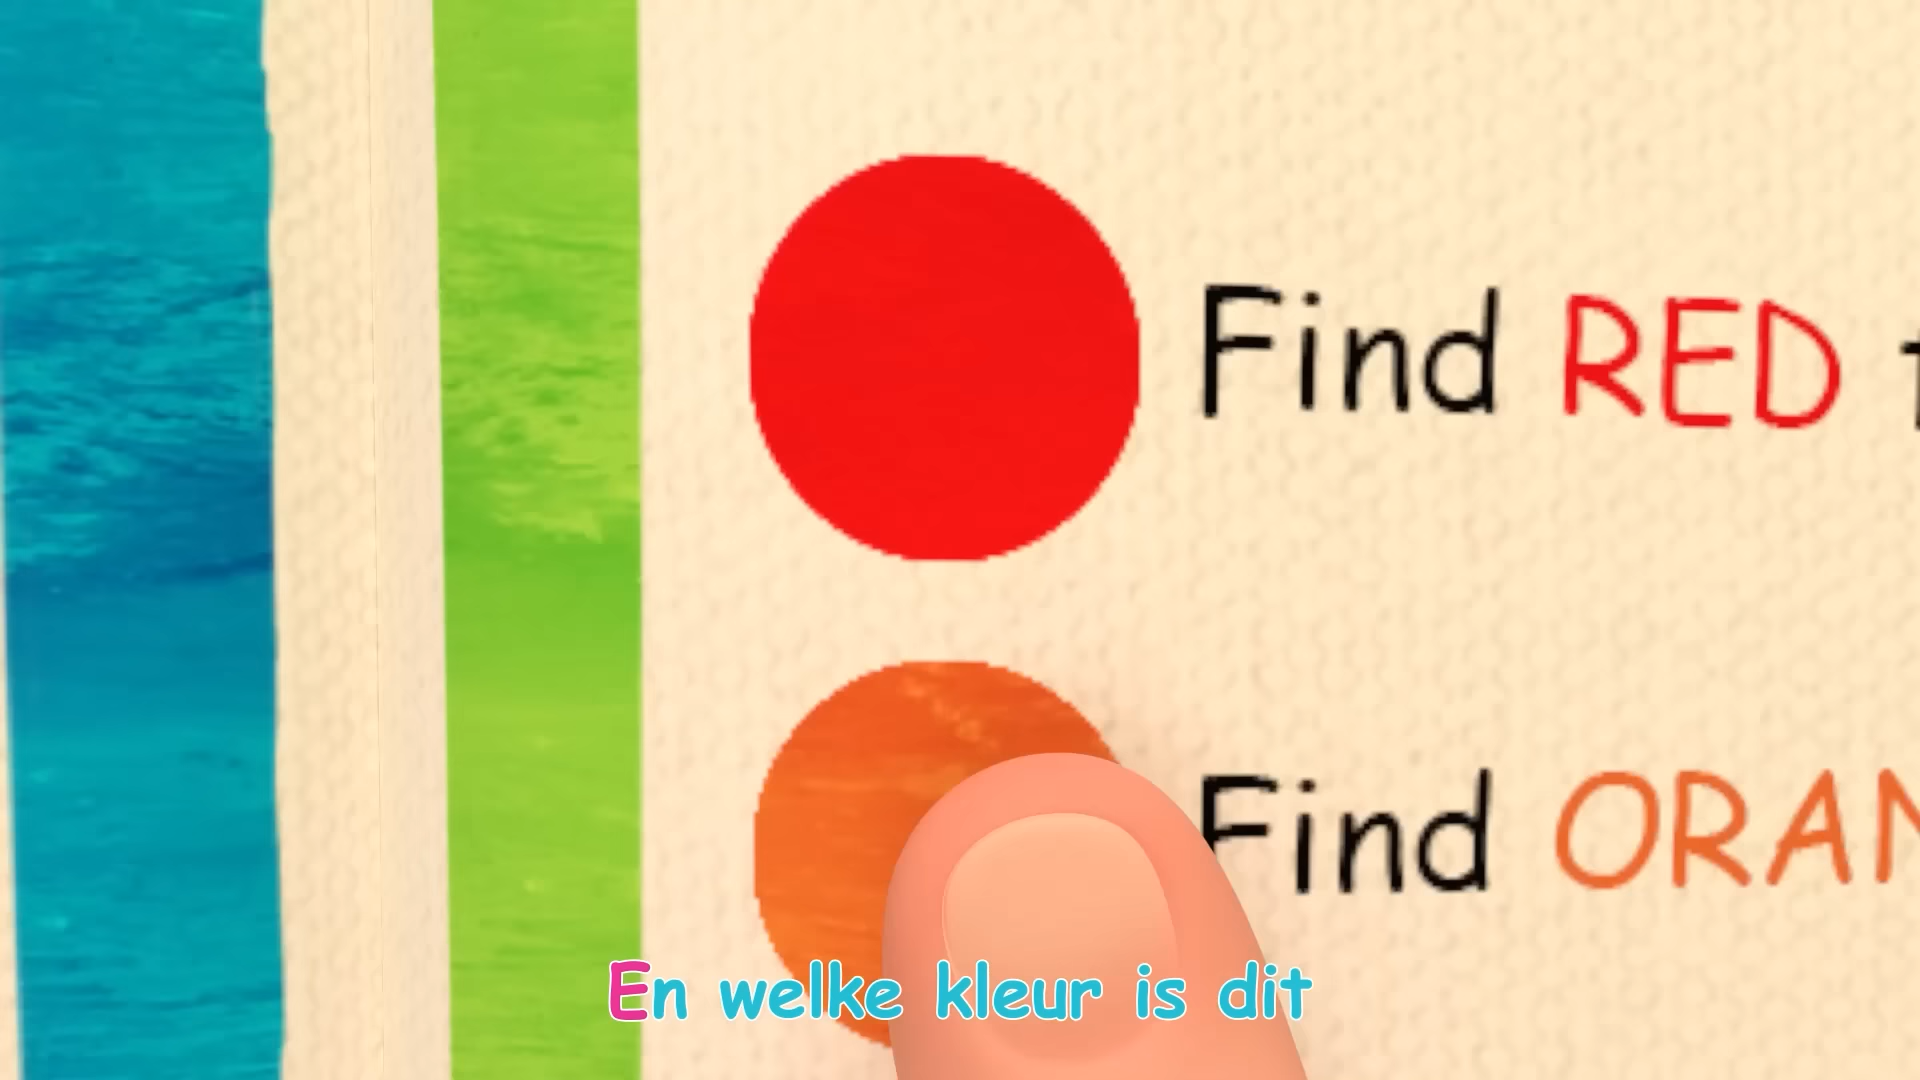 Find RED
Find ORAN
En welke kleur is dit